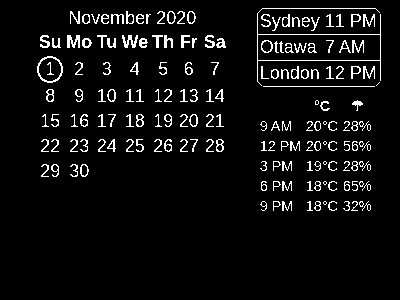 November 2020
Su Mo Tu We Th Fr Sa
1 2 3 4 5 6 7
8 9 10 11 12 13 14
15 16 17 18 19 20 21
22 23 24 25 26 27 28
29 30
Sydney 11 PM
Ottawa 7 AM
London 12 PM
°C ☂
9 AM 20°C 28%
12 PM 20°C 56%
3 PM 19°C 28%
6 PM 18°C 65%
9 PM 18°C 32%